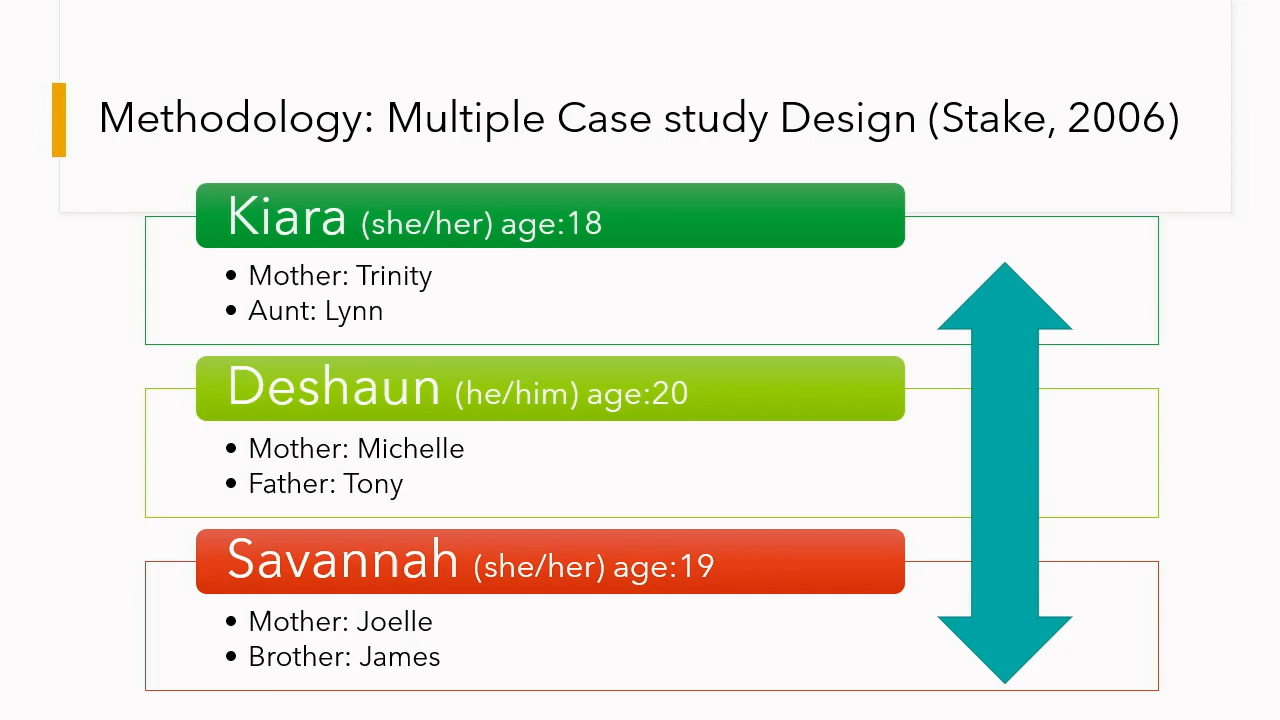 Methodology: Multiple Case study Design (Stake, 2006)
Kiara (she/her) age:18
• Mother: Trinity
• Aunt: Lynn
Deshaun (he/him) age:20
• Mother: Michelle
• Father: Tony
Savannah (she/her) age:19
• Mother: Joelle
• Brother: James